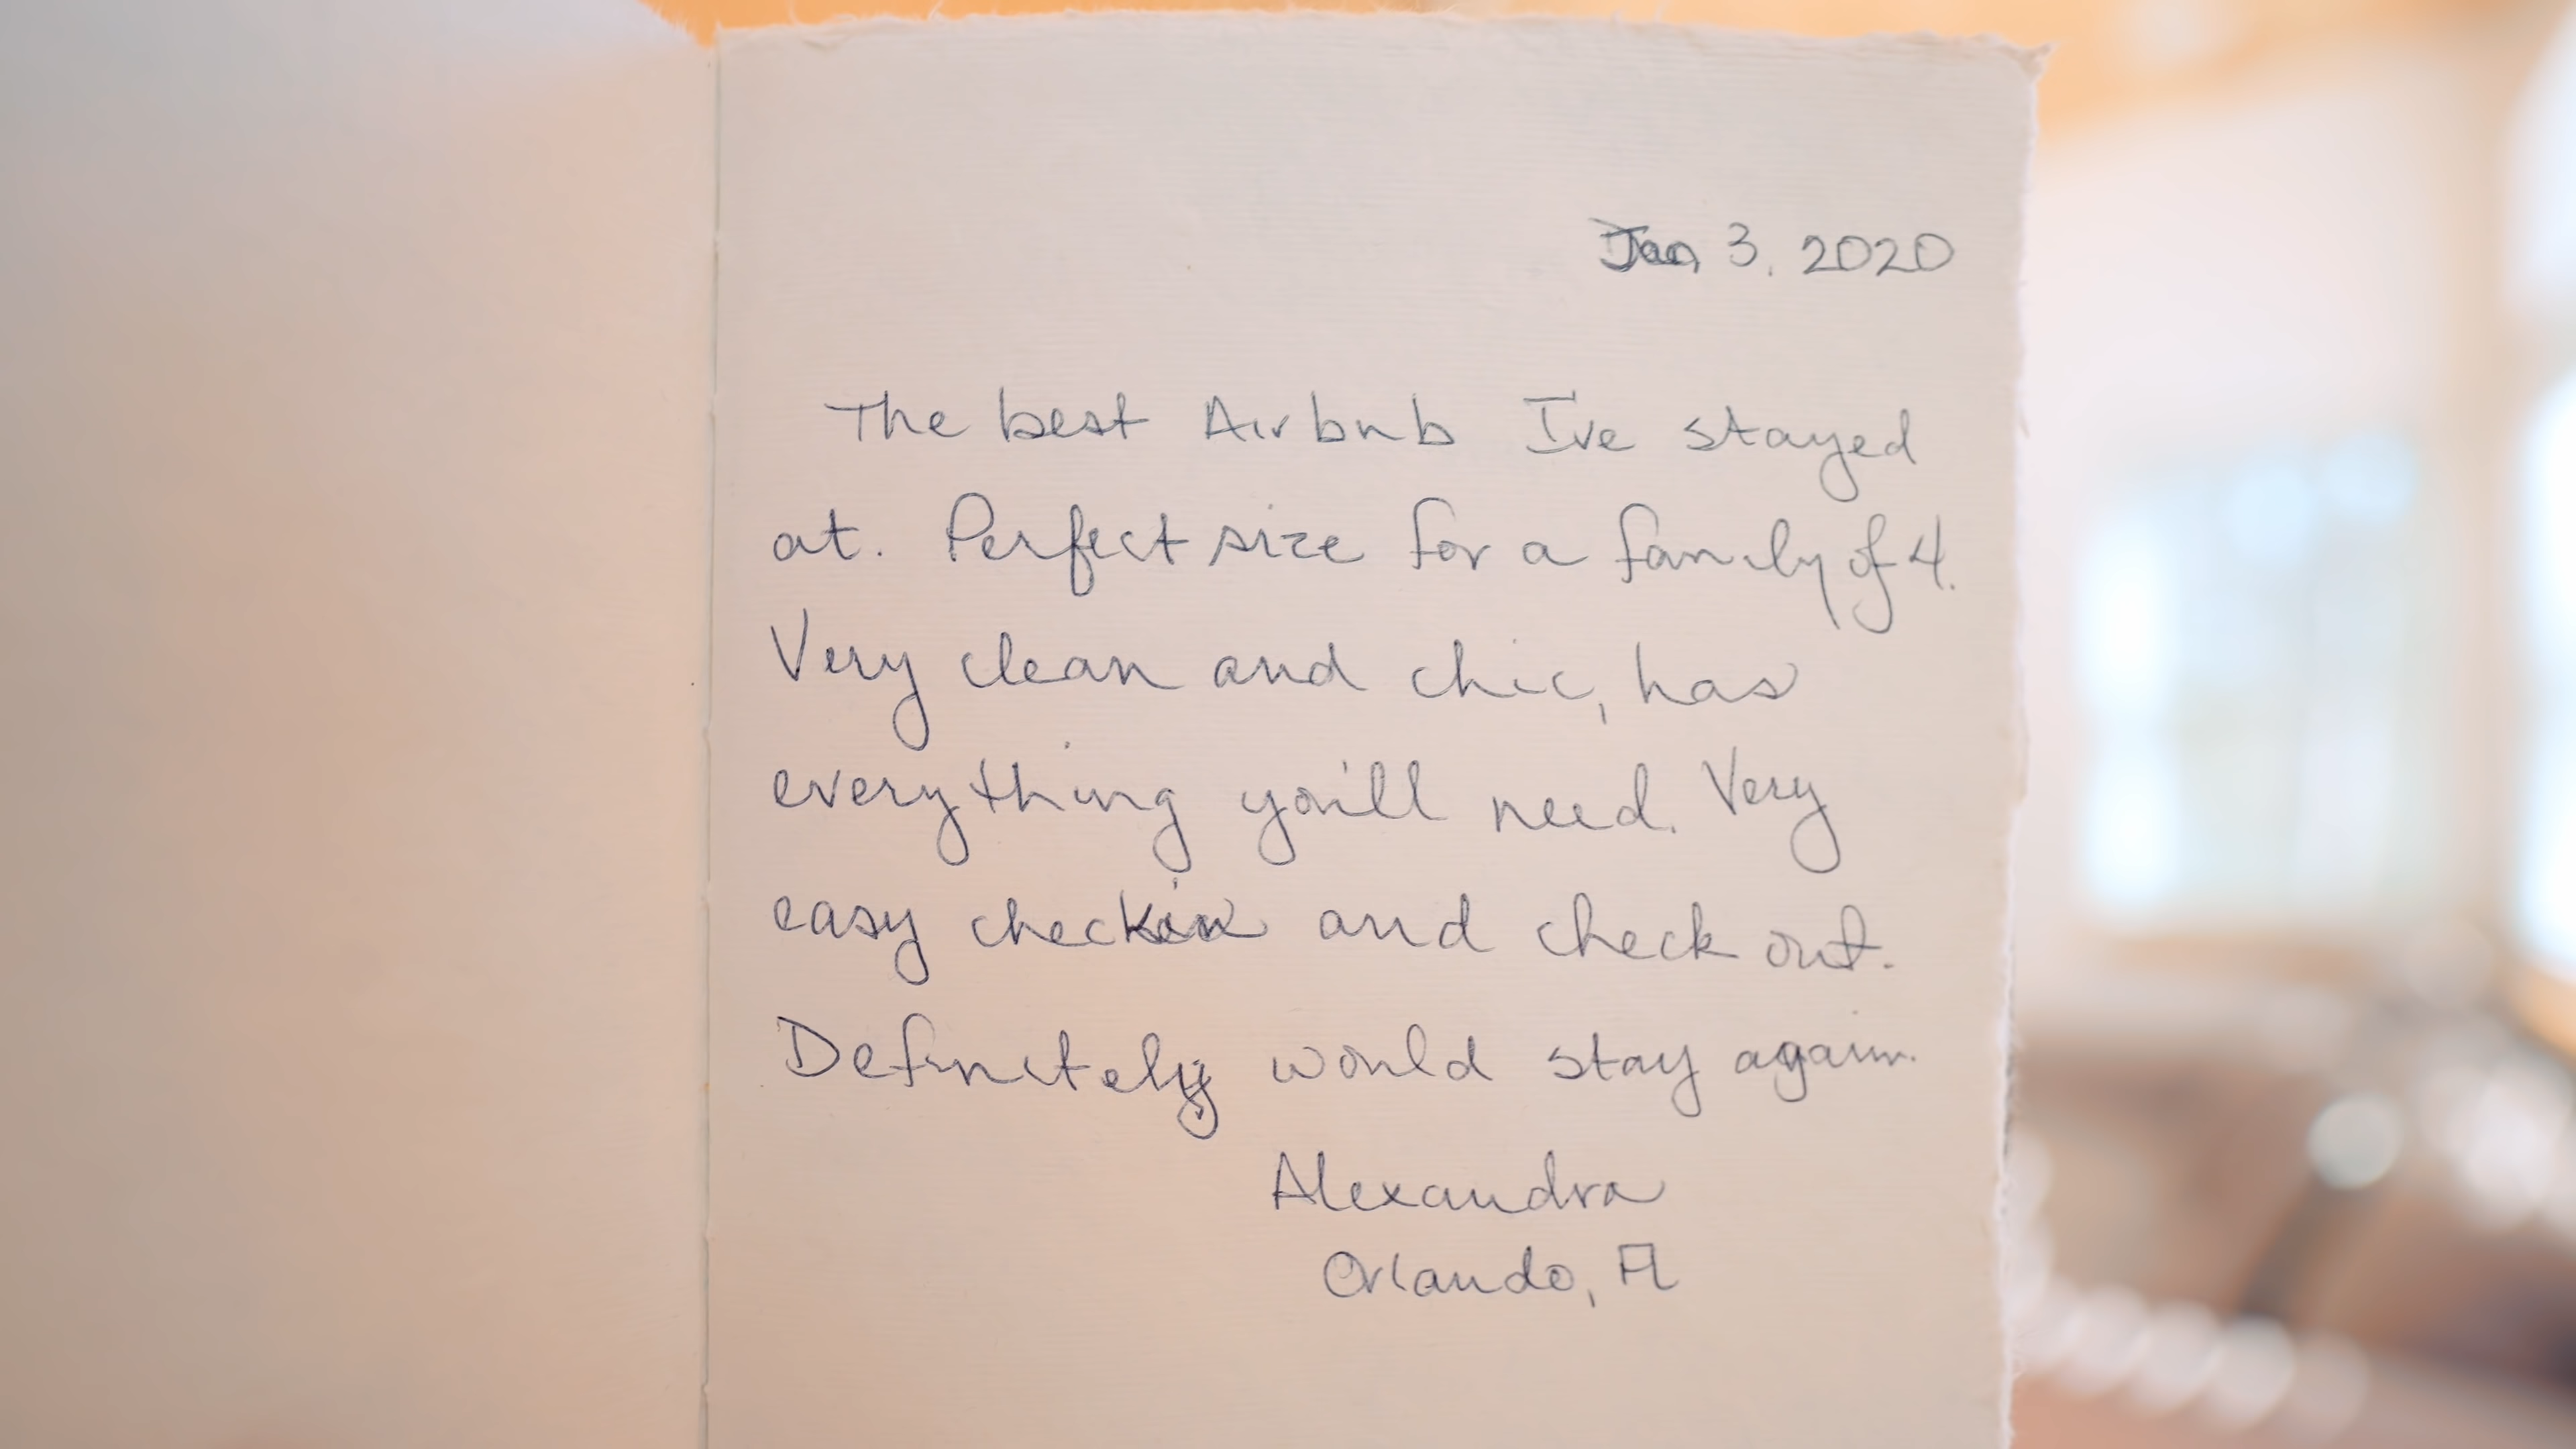 Jan 3, 2020
The best Airbnb Ive stayed
at. Perfect size for a family of 4.
Very clean and chic, has
everything you'll need. Very
easy checkin and check out.
Definitely would stay again.
Alexandra
Orlando, FL